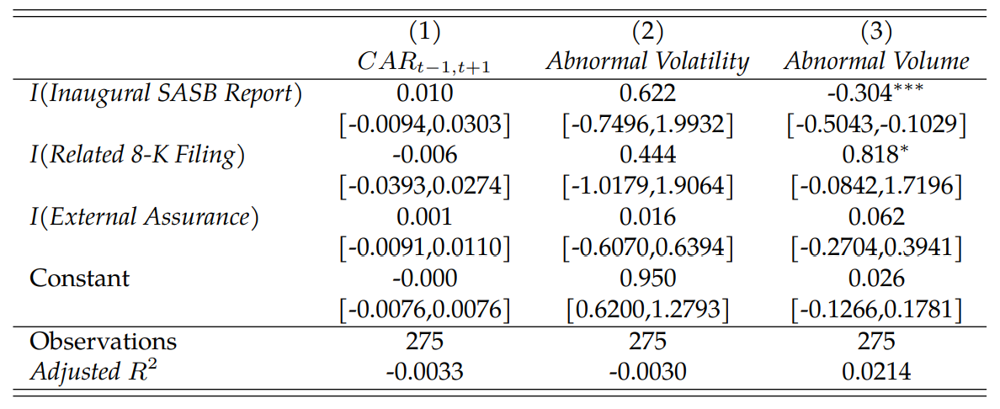 (1) (2) (3)
CAR_{t−1,t+1} Abnormal Volatility Abnormal Volume
I(Inaugural SASB Report) 0.010 0.622 -0.304***
[-0.0094,0.0303] [-0.7496,1.9932] [-0.5043,-0.1029]
I(Related 8-K Filing) -0.006 0.444 0.818*
[-0.0393,0.0274] [-1.0179,1.9064] [-0.0842,1.7196]
I(External Assurance) 0.001 0.016 0.062
[-0.0091,0.0110] [-0.6070,0.6394] [-0.2704,0.3941]
Constant -0.000 0.950 0.026
[-0.0076,0.0076] [0.6200,1.2793] [-0.1266,0.1781]
Observations 275 275 275
Adjusted R² -0.0033 -0.0030 0.0214